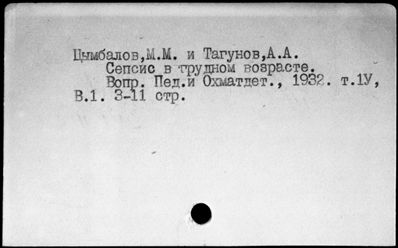 Цымбалов,М.М. и Тагунов,А.А.
Сепсис в грудном возрасте.
Вопр. Пед.и Охматдет., 1932. т.1У,
В.1. 3-11 стр.